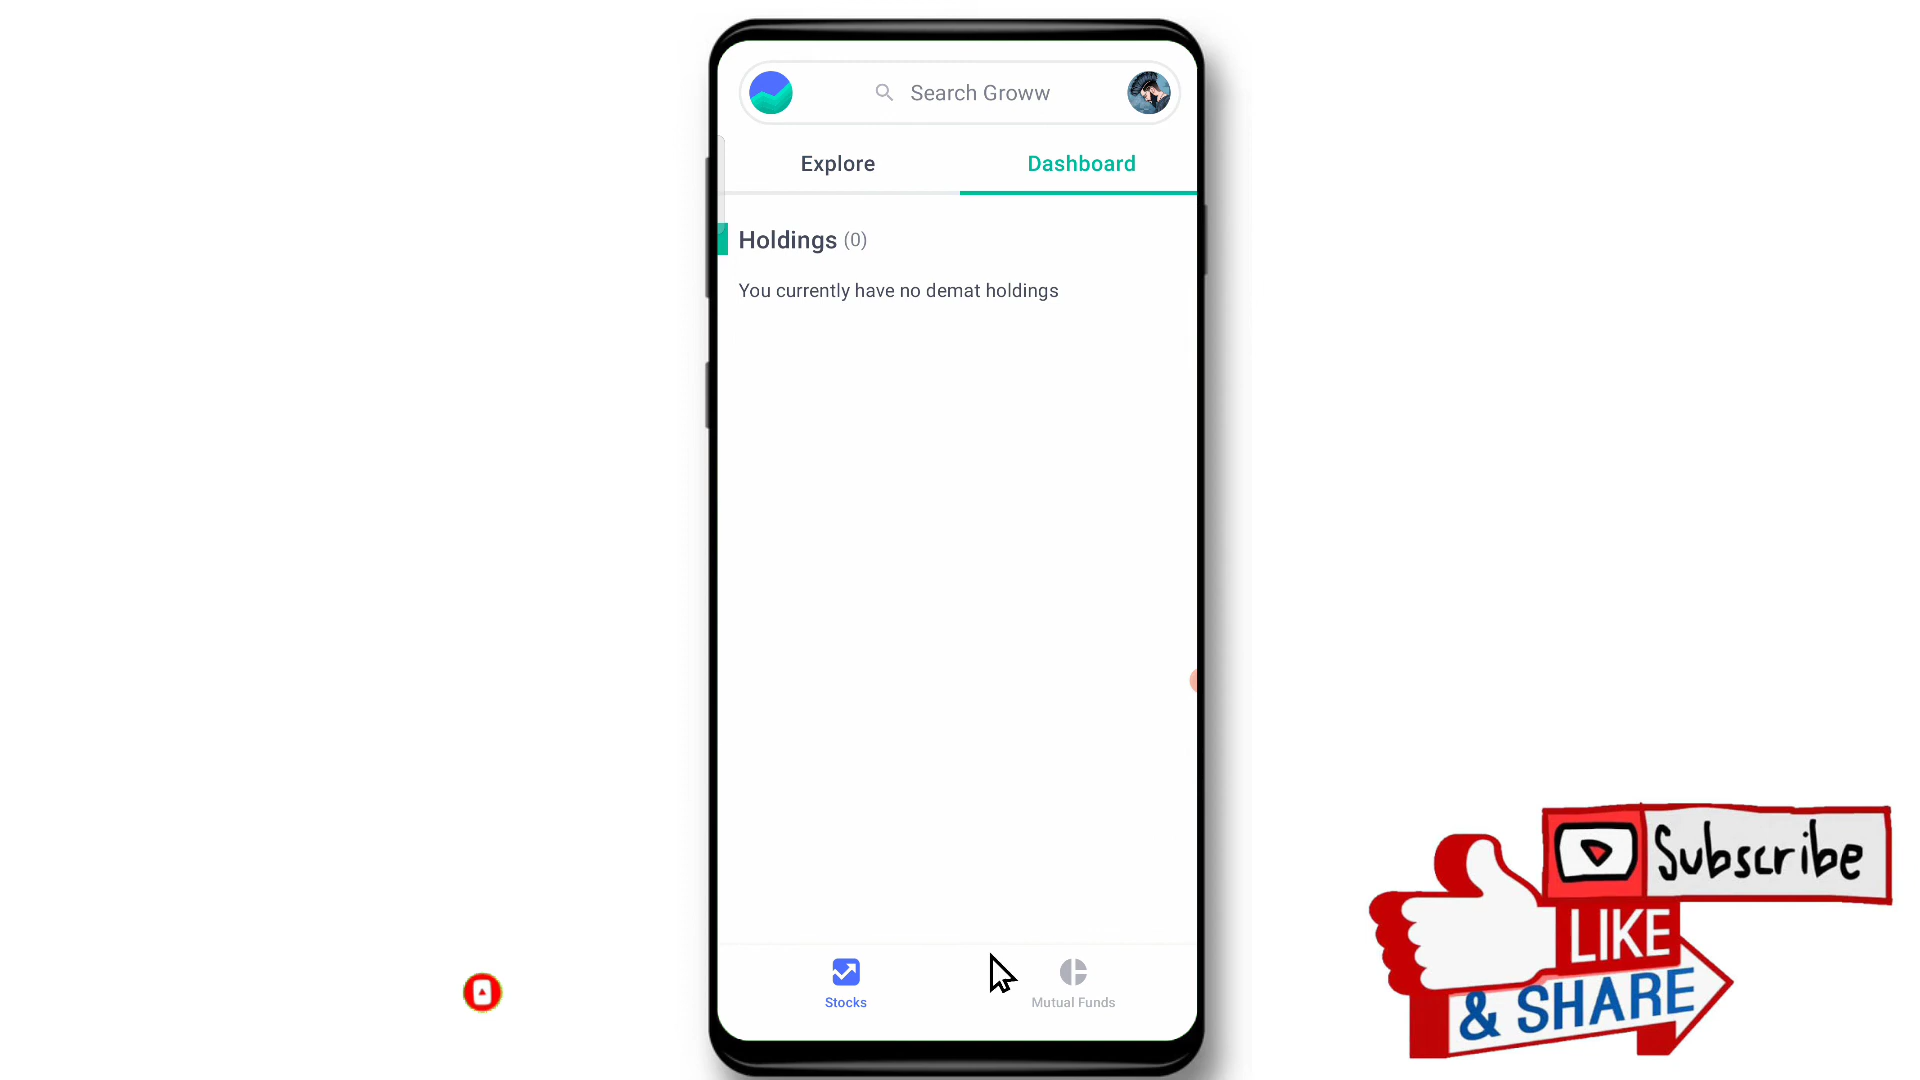 Search Groww
Explore
Dashboard
Holdings (0)
You currently have no demat holdings
Stocks
Mutual Funds
Subscribe
LIKE
& SHARE